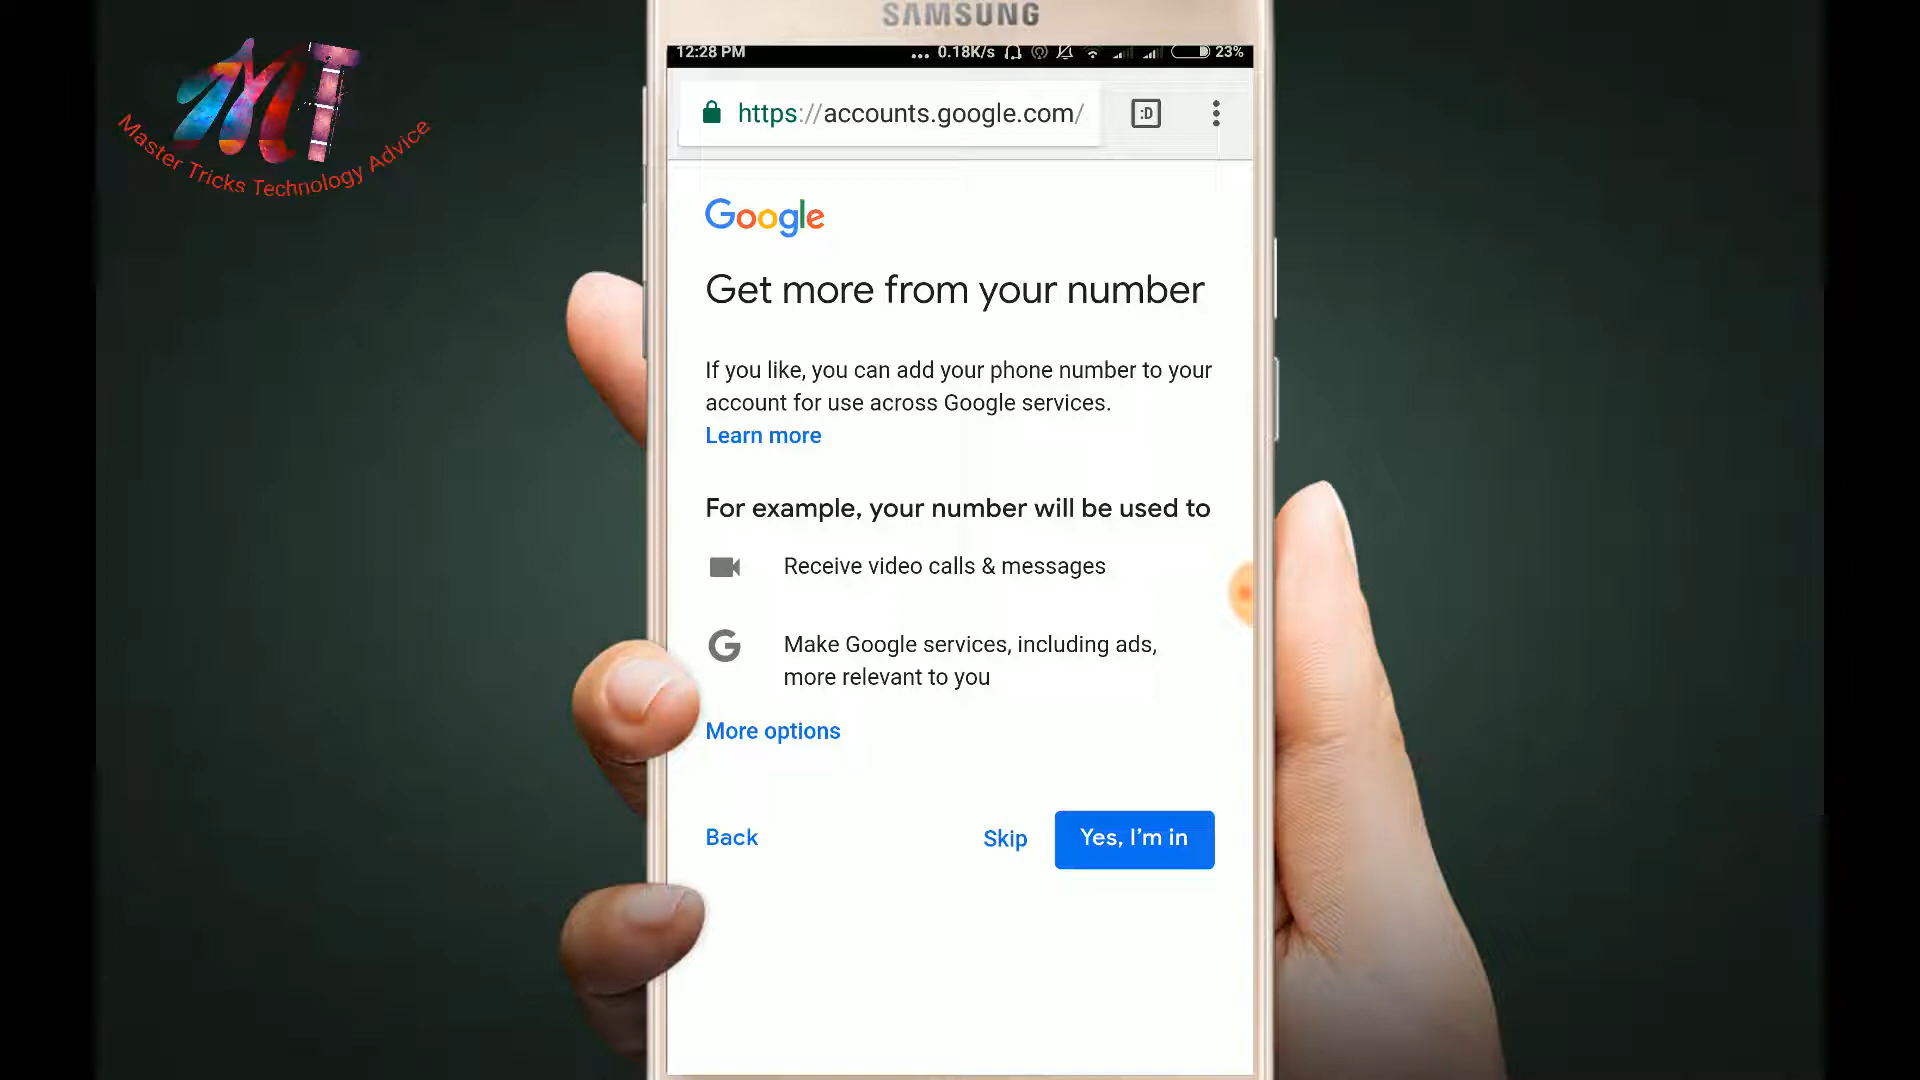 SAMSUNG
12:28 PM ... 0.18K/s 23%
MT
Master Tricks Technology Advice
https://accounts.google.com/ :D
Google
Get more from your number
If you like, you can add your phone number to your
account for use across Google services.
Learn more
For example, your number will be used to
Receive video calls & messages
G Make Google services, including ads,
more relevant to you
More options
Back Skip Yes, I'm in